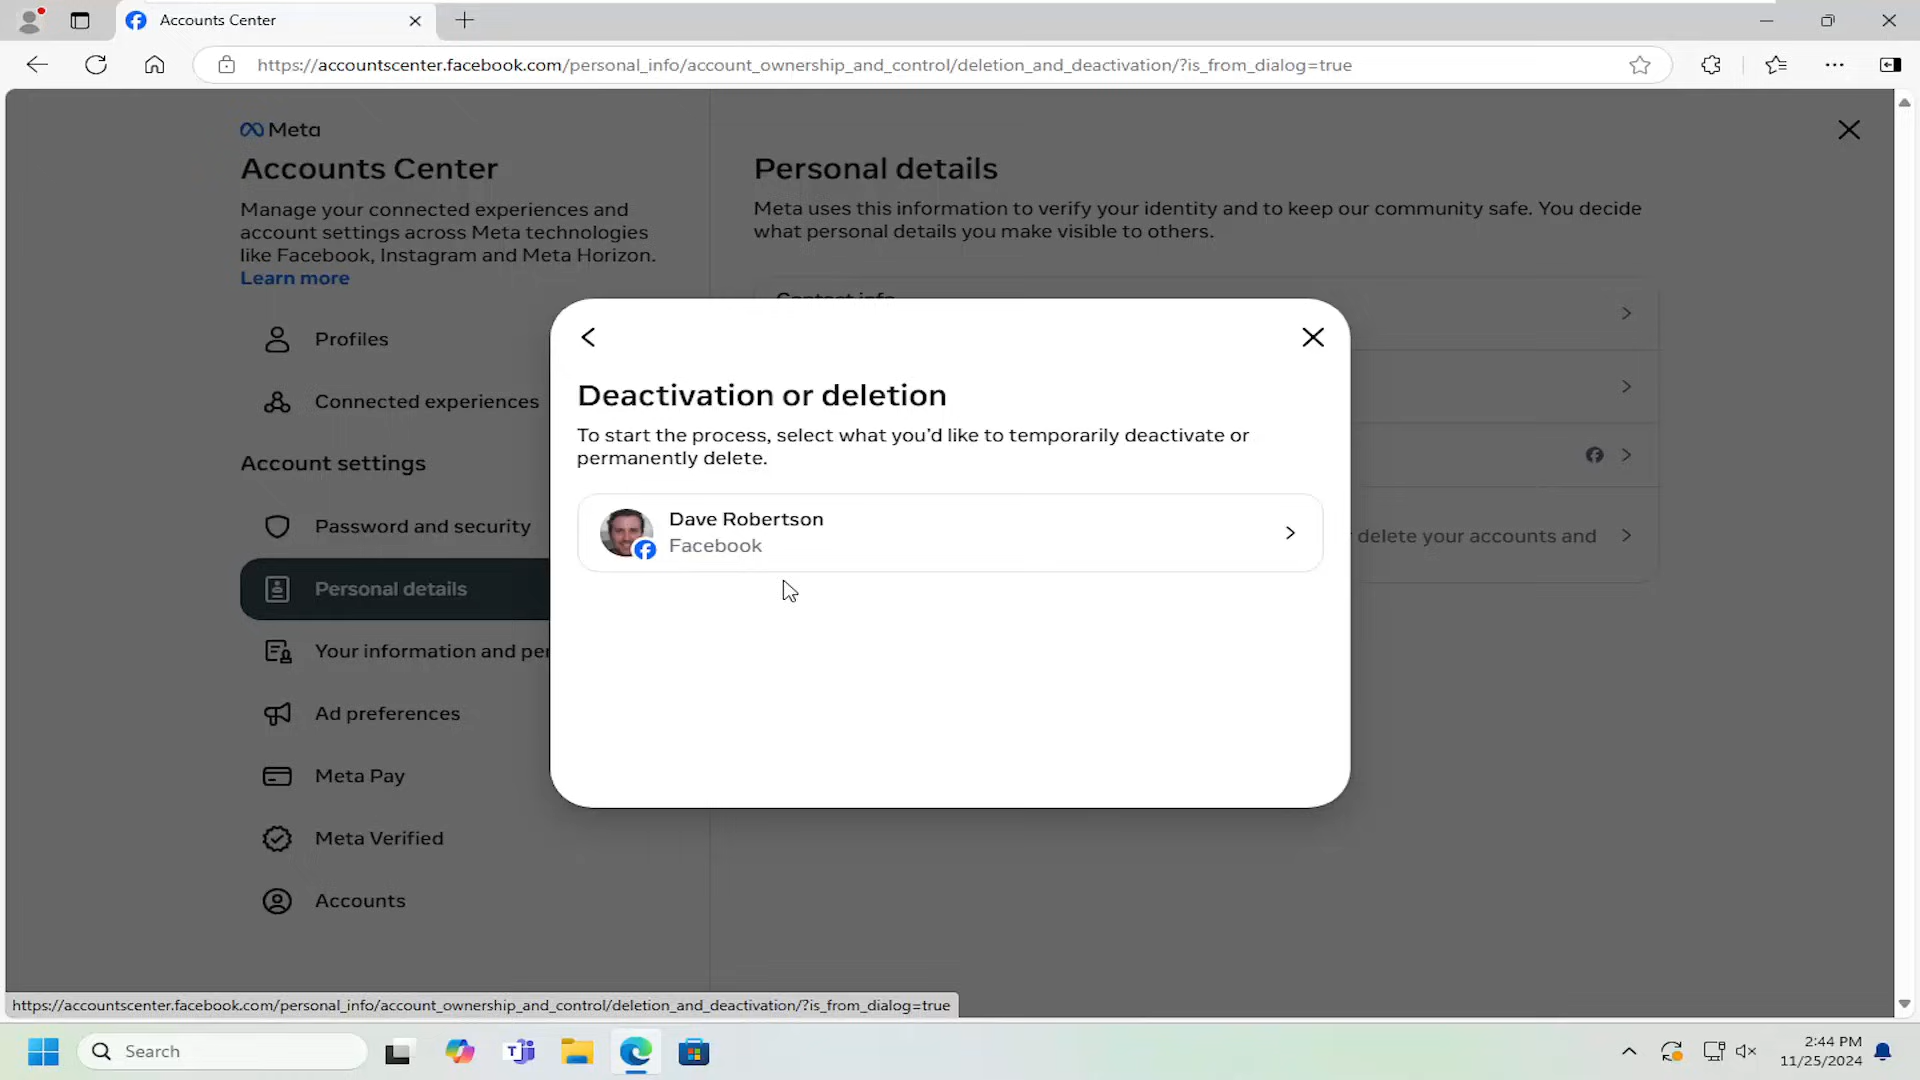 Accounts Center
https://accountscenter.facebook.com/personal_info/account_ownership_and_control/deletion_and_deactivation/?is_from_dialog=true
Meta
Accounts Center
Manage your connected experiences and
account settings across Meta technologies
like Facebook, Instagram and Meta Horizon.
Learn more
Profiles
Connected experiences
Account settings
Password and security
Personal details
Your information and per
Ad preferences
Meta Pay
Meta Verified
Accounts
Personal details
Meta uses this information to verify your identity and to keep our community safe. You decide
what personal details you make visible to others.
Contact info
delete your accounts and
Deactivation or deletion
To start the process, select what you’d like to temporarily deactivate or
permanently delete.
Dave Robertson
Facebook
https://accountscenter.facebook.com/personal_info/account_ownership_and_control/deletion_and_deactivation/?is_from_dialog=true
Search
2:44 PM
11/25/2024